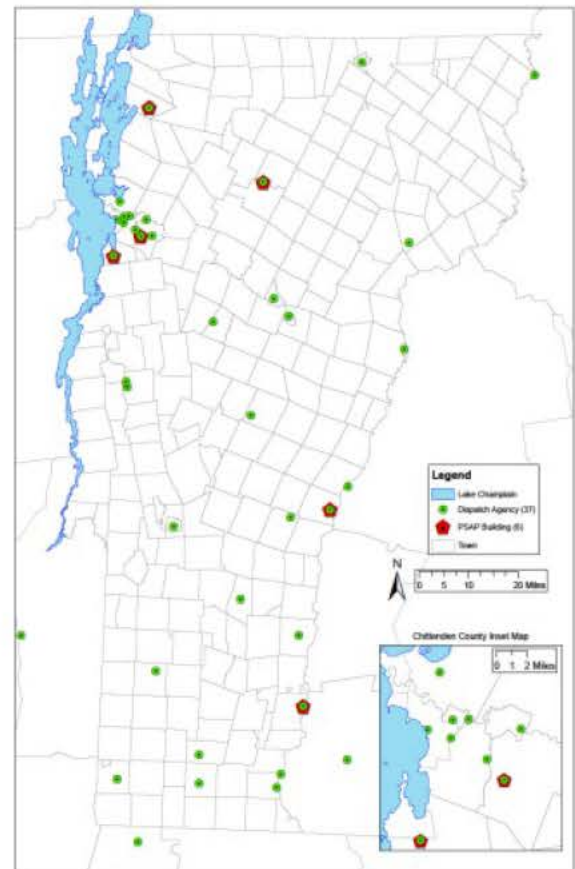 Legend
Lake Champlain
Dispatch Agency (37)
PSAP Building (6)
Town
N
0 5 10 20 Miles
Chittenden County Inset Map
0 1 2 Miles